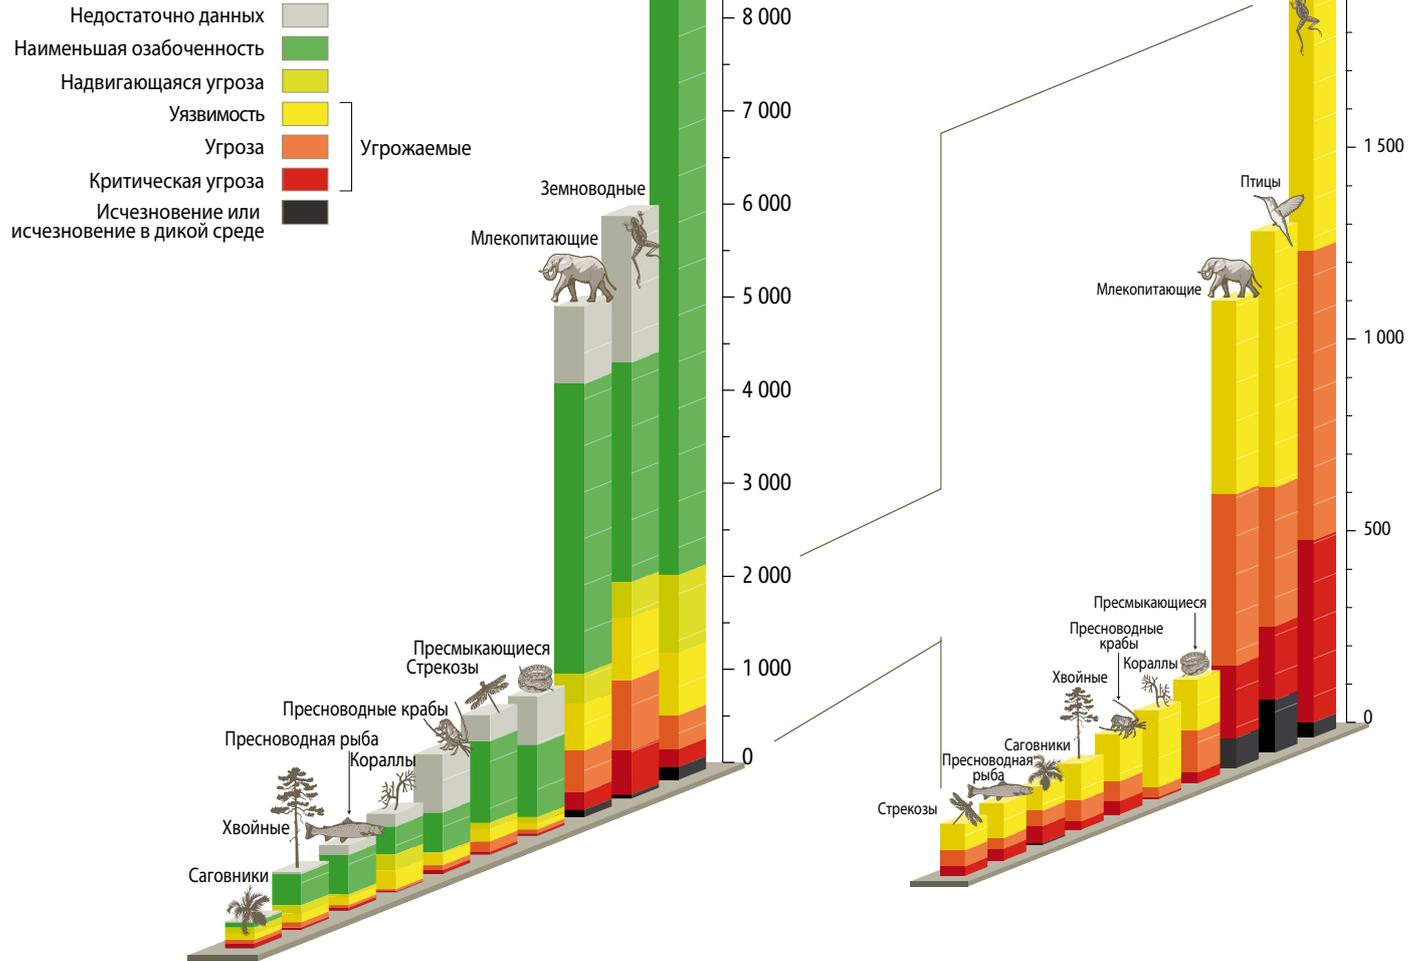 Недостаточно данных
Наименьшая озабоченность
Надвигающаяся угроза
Уязвимость
Угроза
Угрожаемые
Критическая угроза
Исчезновение или
исчезновение в дикой среде
8 000
7 000
6 000
5 000
4 000
3 000
2 000
1 000
0
Земноводные
Млекопитающие
Пресмыкающиеся
Стрекозы
Пресноводные крабы
Пресноводная рыба
Кораллы
Хвойные
Саговники
1 500
1 000
500
0
Птицы
Млекопитающие
Пресмыкающиеся
Пресноводные
крабы
Кораллы
Хвойные
Саговники
Пресноводная
рыба
Стрекозы